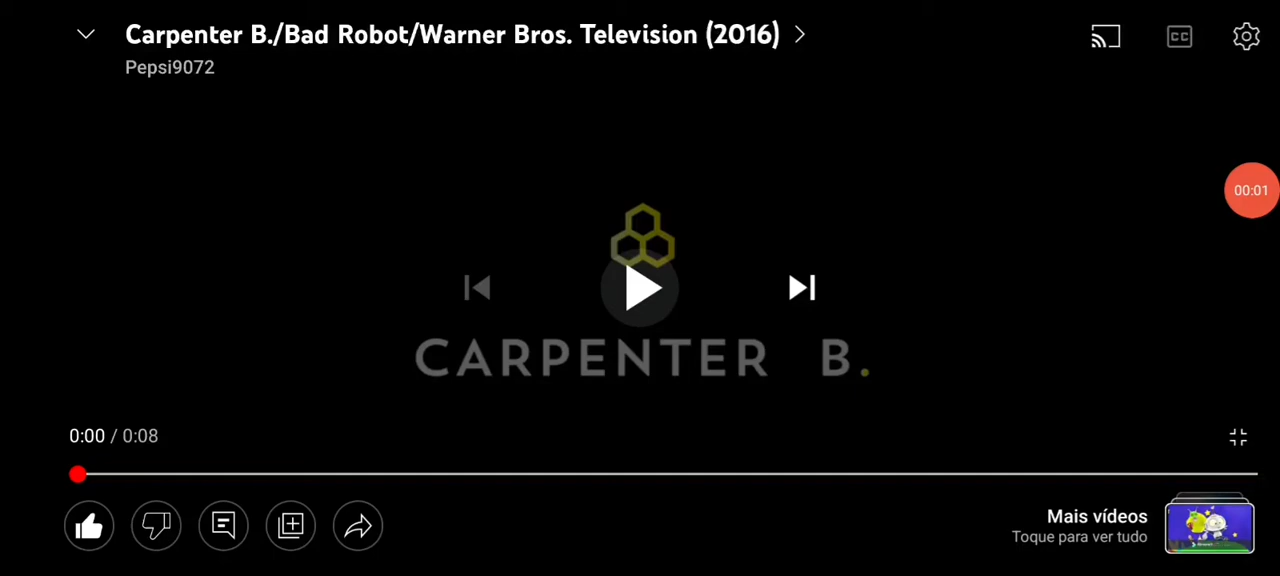 Carpenter B./Bad Robot/Warner Bros. Television (2016)
Pepsi9072
CC
00:01
CARPENTER B.
0:00 / 0:08
Mais vídeos
Toque para ver tudo